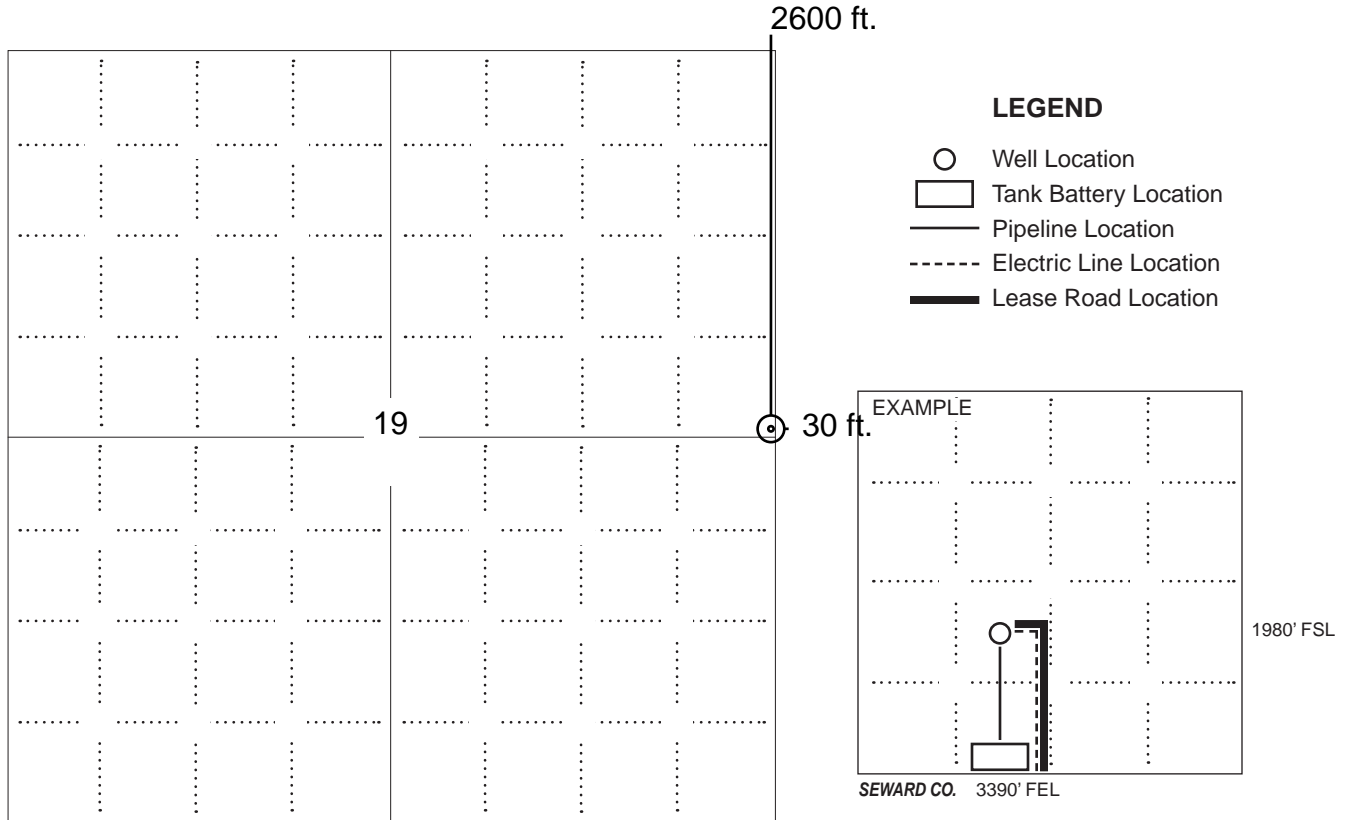 2600 ft.
LEGEND
Well Location
Tank Battery Location
Pipeline Location
Electric Line Location
Lease Road Location
19
30 ft.
EXAMPLE
1980' FSL
SEWARD CO. 3390' FEL